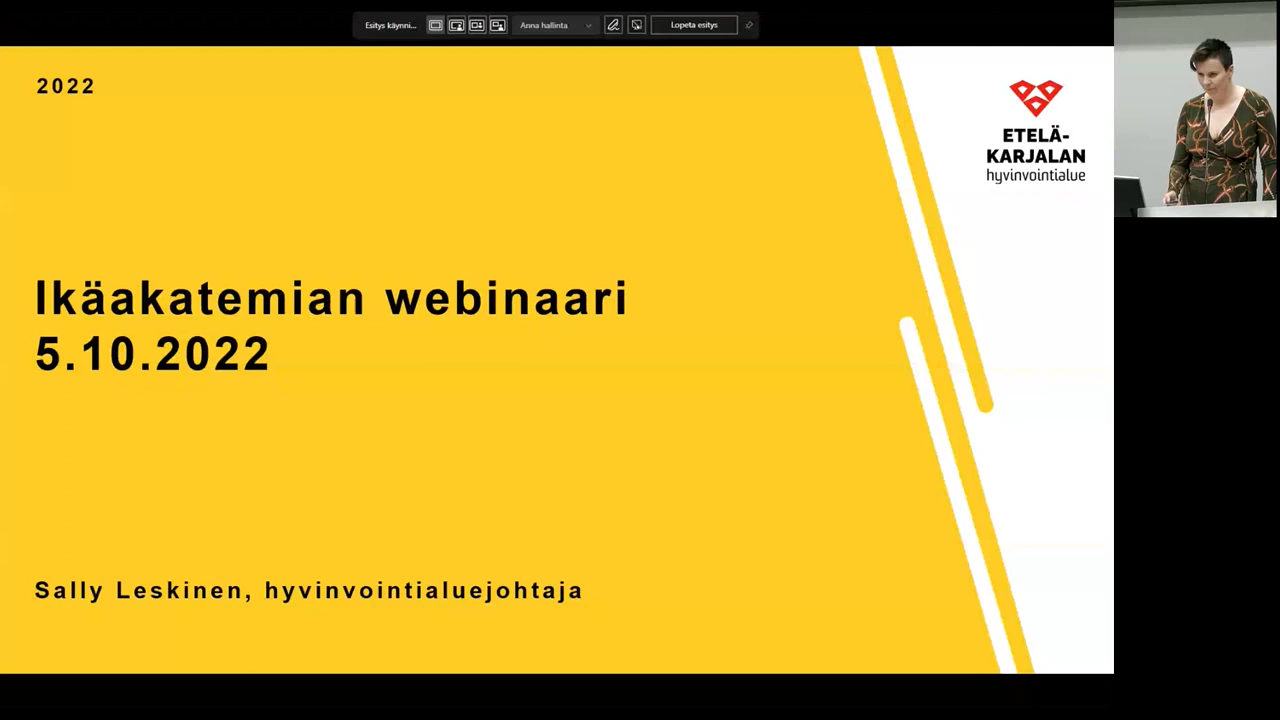 Esitys käynni...
Anna hallinta
Lopeta esitys
2022
ETELÄ-
KARJALAN
hyvinvointialue
Ikäakatemian webinaari
5.10.2022
Sally Leskinen, hyvinvointialuejohtaja